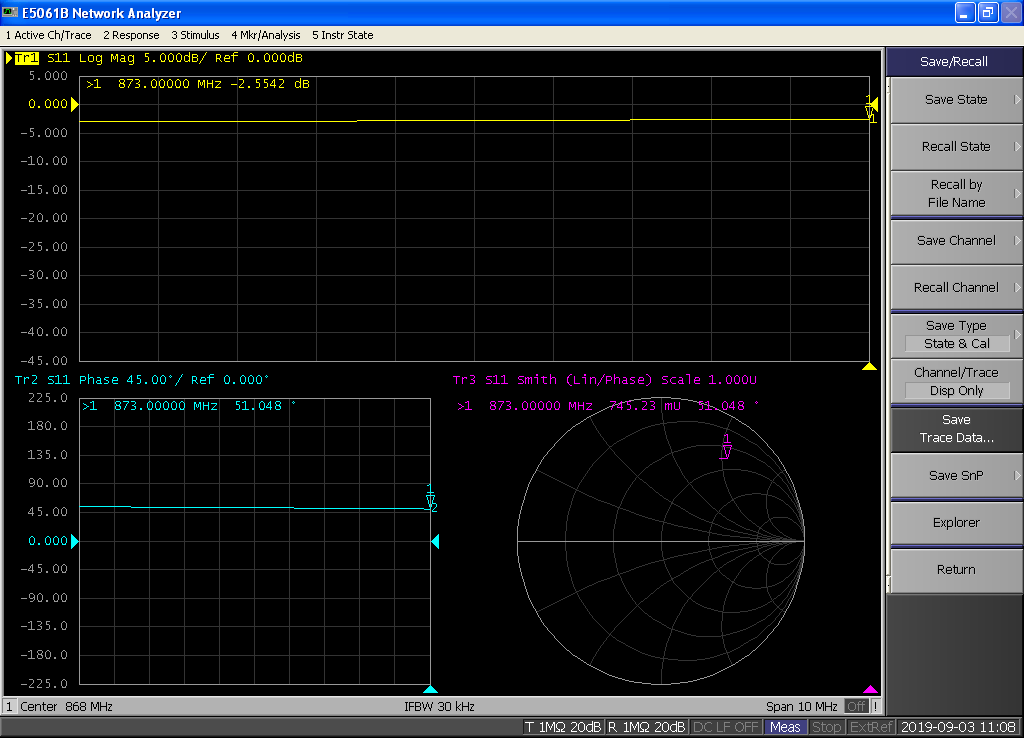 E5061B Network Analyzer
1 Active Ch/Trace 2 Response 3 Stimulus 4 Mkr/Analysis 5 Instr State
Tr1 S11 Log Mag 5.000dB/ Ref 0.000dB
5.000
>1 873.00000 MHz -2.5542 dB
0.000
1
1
-5.000
-10.00
-15.00
-20.00
-25.00
-30.00
-35.00
-40.00
-45.00
Tr2 S11 Phase 45.00°/ Ref 0.000°
225.0
>1 873.00000 MHz 51.048 °
180.0
135.0
90.00
1
45.00
2
0.000
-45.00
-90.00
-135.0
-180.0
-225.0
Tr3 S11 Smith (Lin/Phase) Scale 1.000U
>1 873.00000 MHz 745.23 mU 51.048 °
1
1 Center 868 MHz IFBW 30 kHz Span 10 MHz Off !
Save/Recall
Save State
Recall State
Recall by
File Name
Save Channel
Recall Channel
Save Type
State & Cal
Channel/Trace
Disp Only
Save
Trace Data...
Save SnP
Explorer
Return
T 1MΩ 20dB R 1MΩ 20dB DC LF OFF Meas Stop ExtRef 2019-09-03 11:08